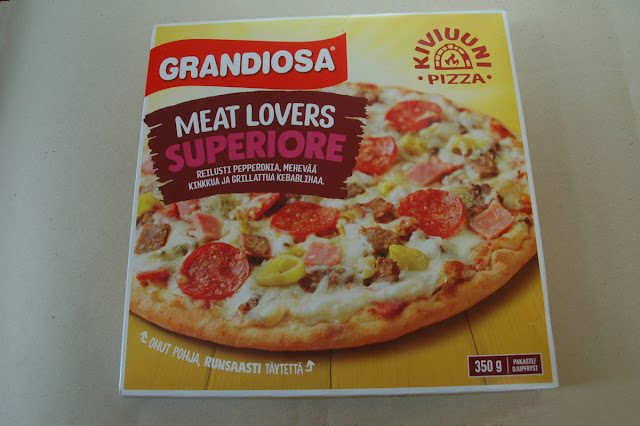 GRANDIOSA®
KIVIUUNI
• PIZZA •
MEAT LOVERS
SUPERIORE
REILUSTI PEPPERONIA, MEHEVÄÄ
KINKKUA JA GRILLATTUA KEBABLIHAA.
OHUT POHJA, RUNSAASTI TÄYTETTÄ
350 g
PAKASTE/
DJUPFRYST